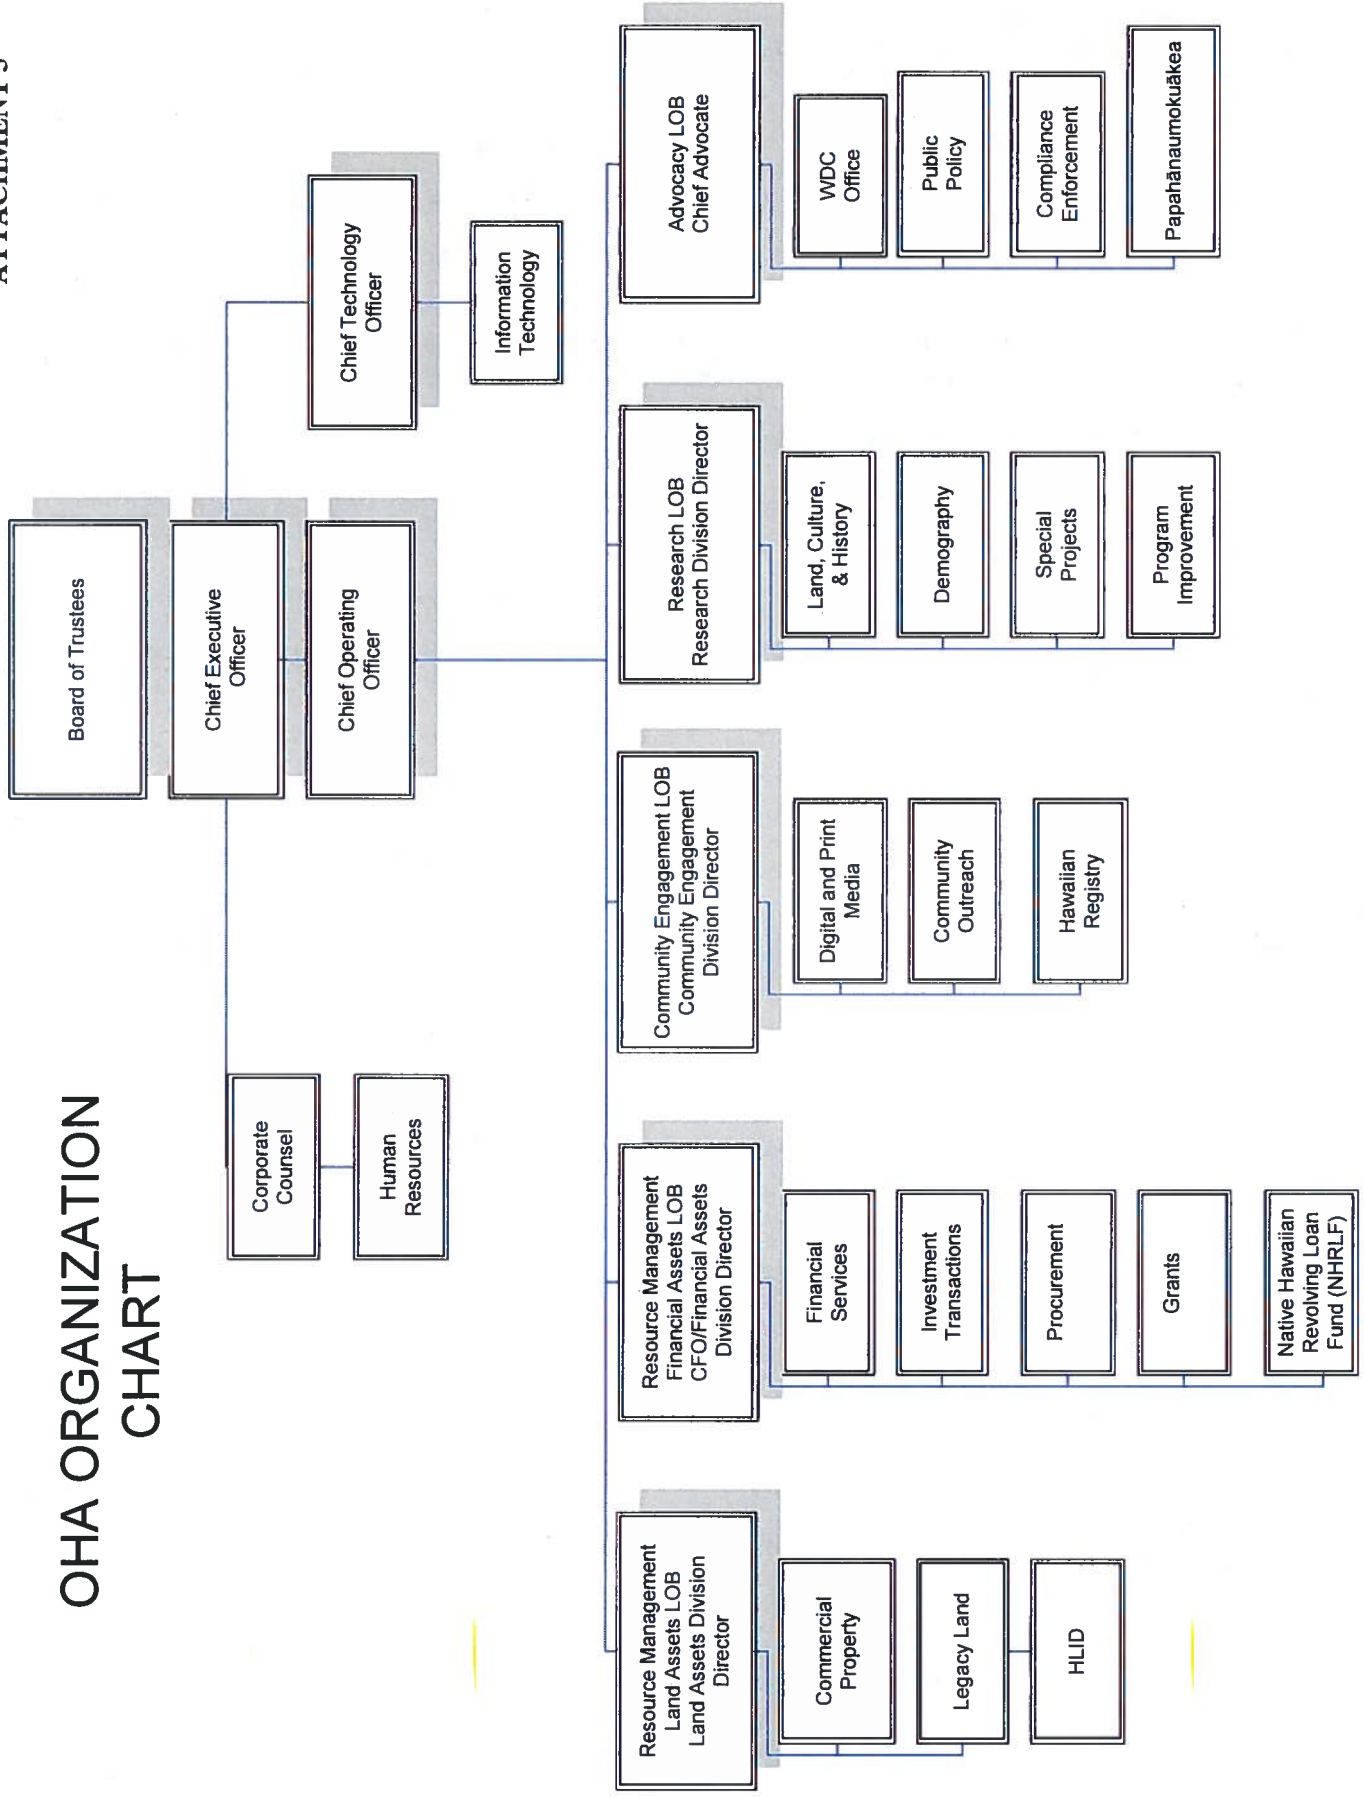 ATTACHMENT 3
OHA ORGANIZATION
CHART
Board of Trustees
Chief Executive
Officer
Chief Operating
Officer
Chief Technology
Officer
Information
Technology
Corporate
Counsel
Human
Resources
Resource Management
Land Assets LOB
Land Assets Division
Director
Commercial
Property
Legacy Land
HLID
Resource Management
Financial Assets LOB
CFO/Financial Assets
Division Director
Financial
Services
Investment
Transactions
Procurement
Grants
Native Hawaiian
Revolving Loan
Fund (NHRLF)
Community Engagement LOB
Community Engagement
Division Director
Digital and Print
Media
Community
Outreach
Hawaiian
Registry
Research LOB
Research Division Director
Land, Culture,
& History
Demography
Special
Projects
Program
Improvement
Advocacy LOB
Chief Advocate
WDC
Office
Public
Policy
Compliance
Enforcement
Papahānaumokuākea